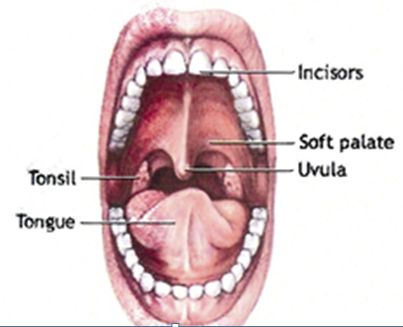 Incisors
Soft palate
Uvula
Tonsil
Tongue